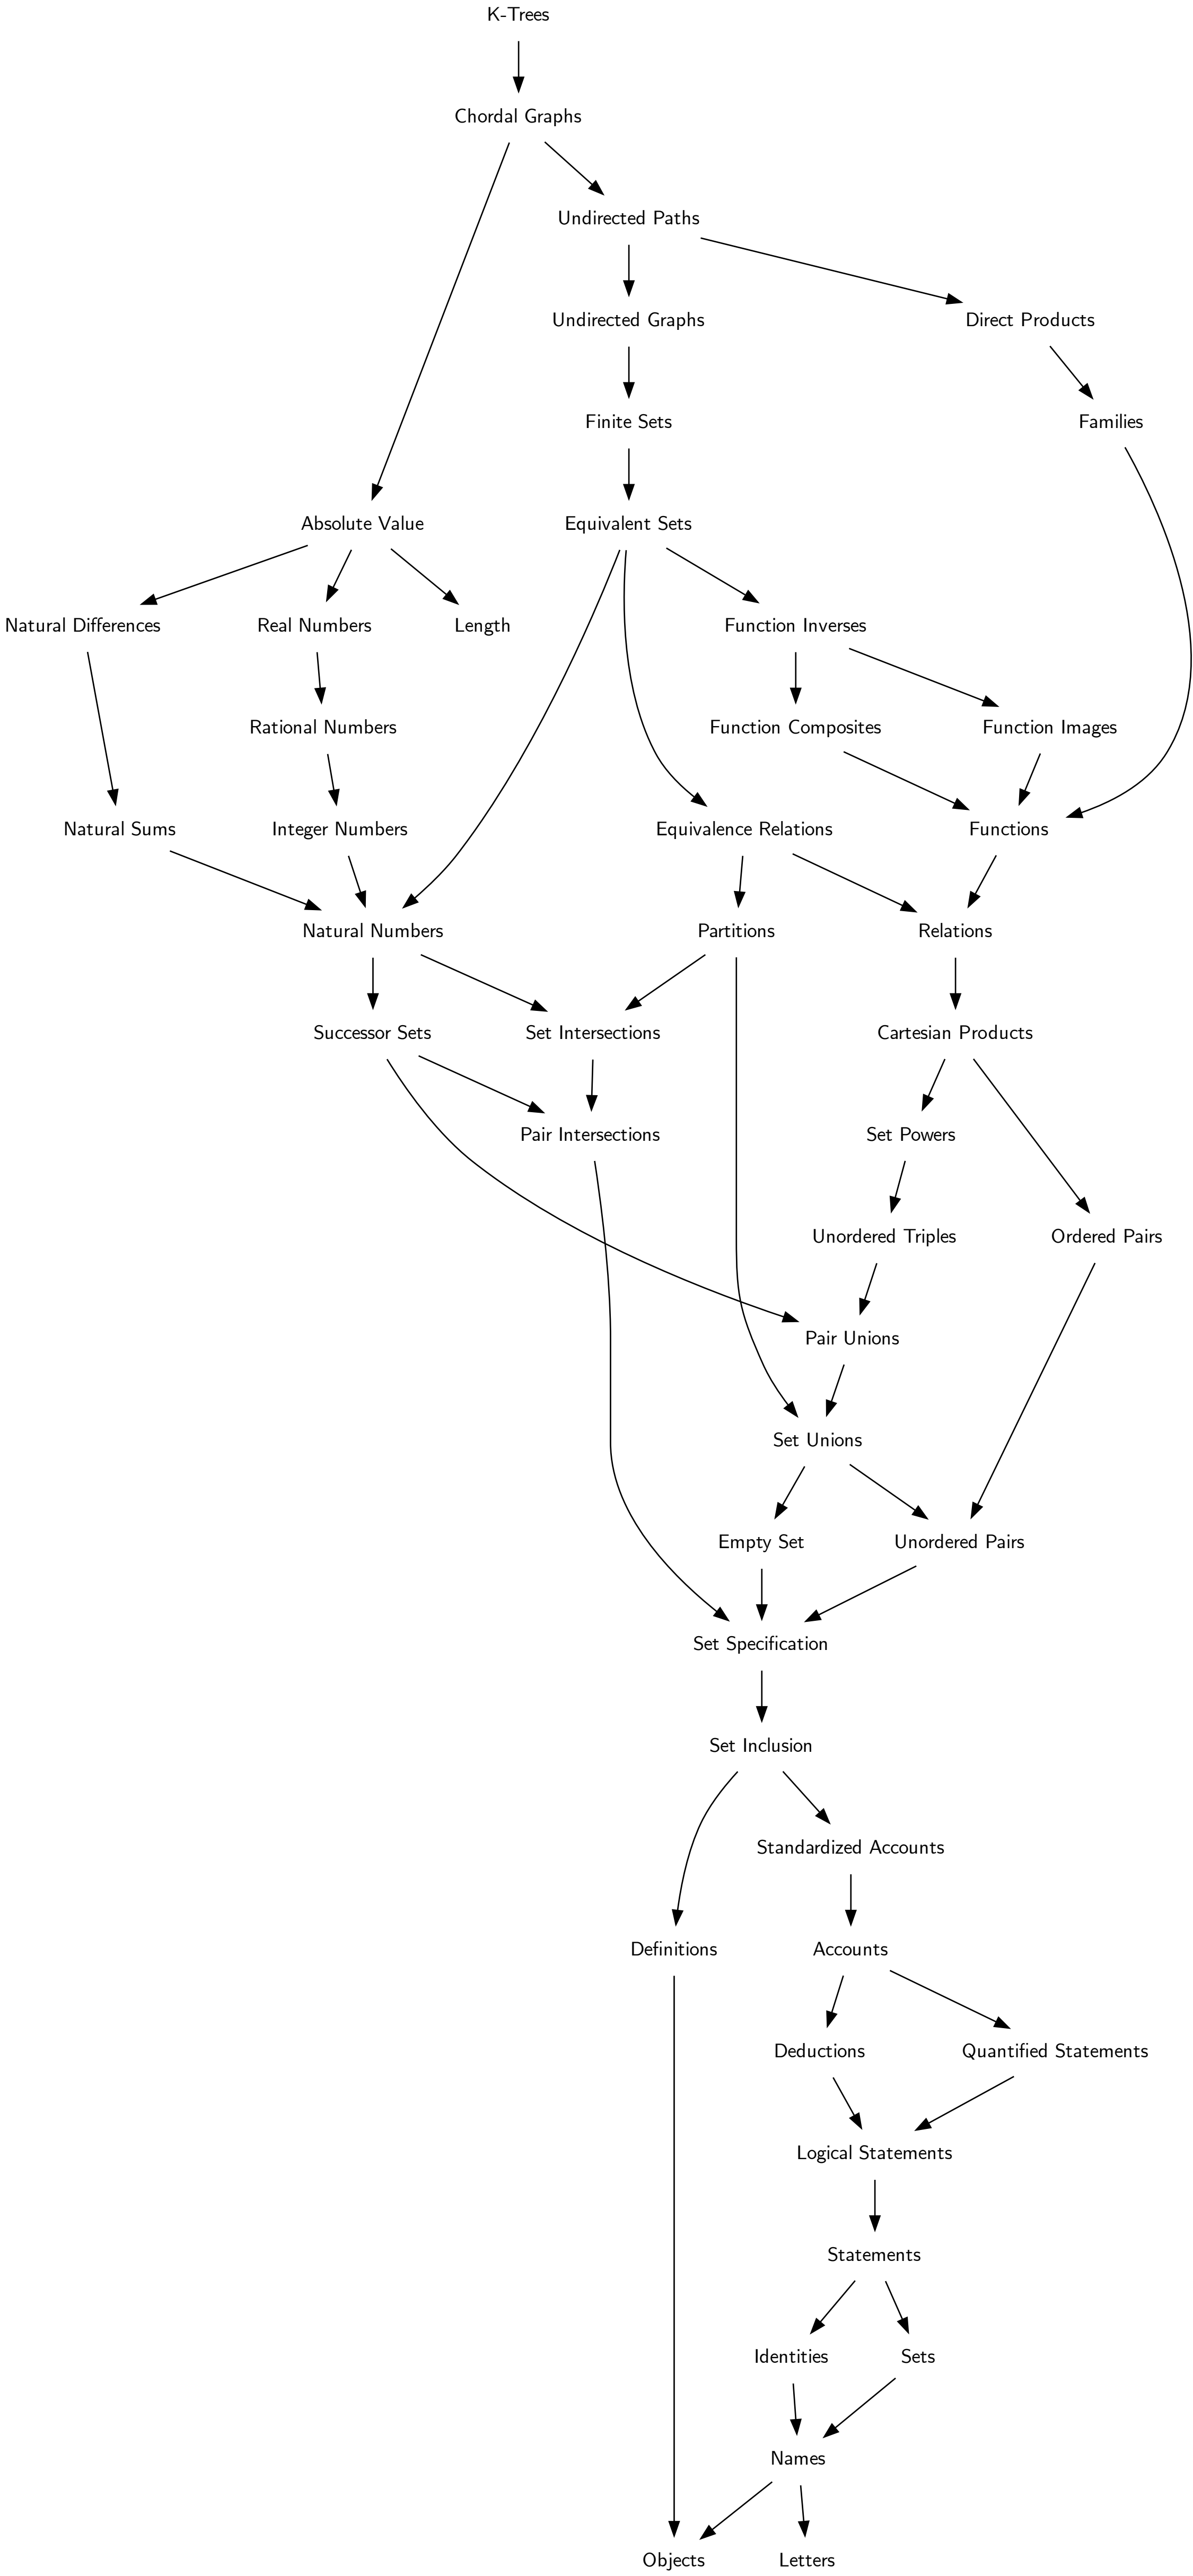 K-Trees
Chordal Graphs
Undirected Paths
Undirected Graphs
Direct Products
Finite Sets
Families
Absolute Value
Equivalent Sets
Natural Differences
Real Numbers
Length
Function Inverses
Rational Numbers
Function Composites
Function Images
Natural Sums
Integer Numbers
Equivalence Relations
Functions
Natural Numbers
Partitions
Relations
Successor Sets
Set Intersections
Cartesian Products
Pair Intersections
Set Powers
Unordered Triples
Ordered Pairs
Pair Unions
Set Unions
Empty Set
Unordered Pairs
Set Specification
Set Inclusion
Standardized Accounts
Definitions
Accounts
Deductions
Quantified Statements
Logical Statements
Statements
Identities
Sets
Names
Objects
Letters